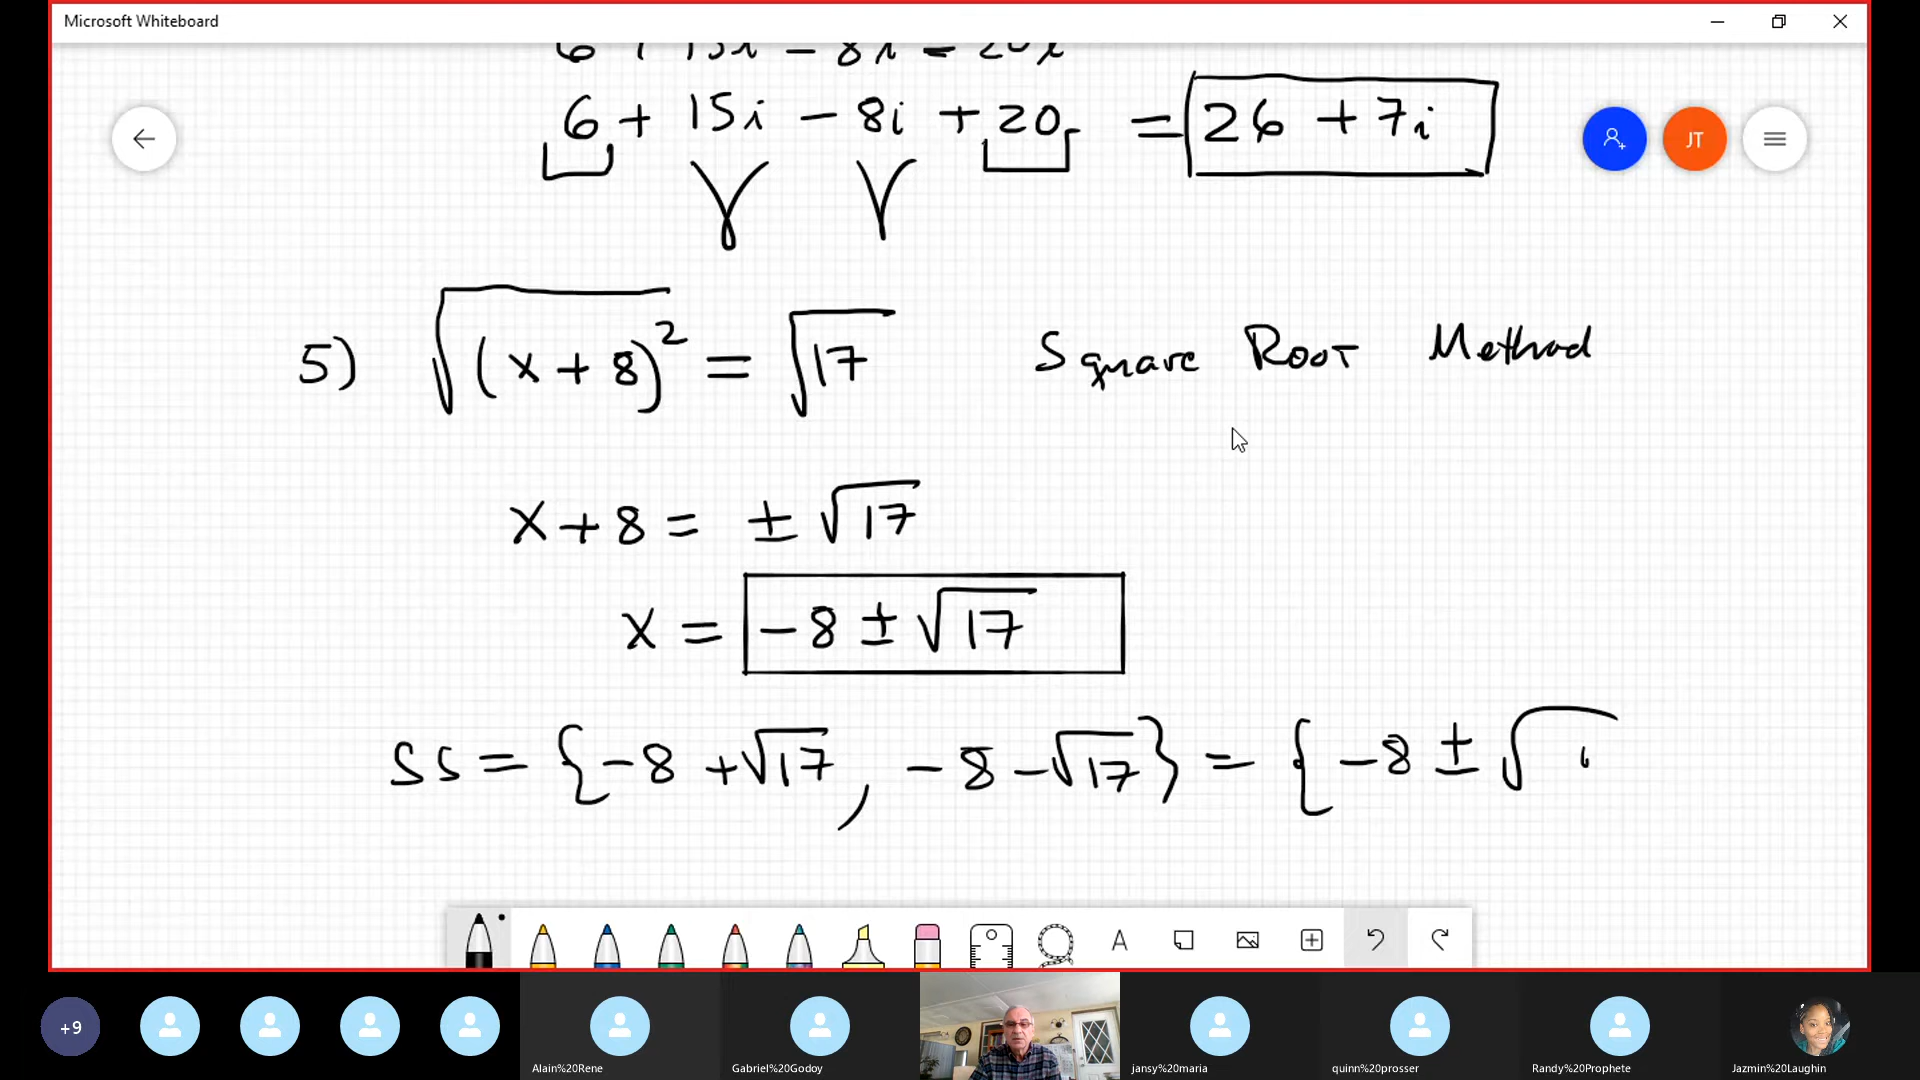 Microsoft Whiteboard
6 + 15i - 8i + 20 = 26 + 7i
JT
5) √(x + 8)² = √17 Square Root Method
x + 8 = ± √17
x = -8 ± √17
SS = {-8 + √17, -8 - √17} = {-8 ± √
+9
Alain%20Rene
Gabriel%20Godoy
jansy%20maria
quinn%20prosser
Randy%20Prophete
Jazmin%20Laughin